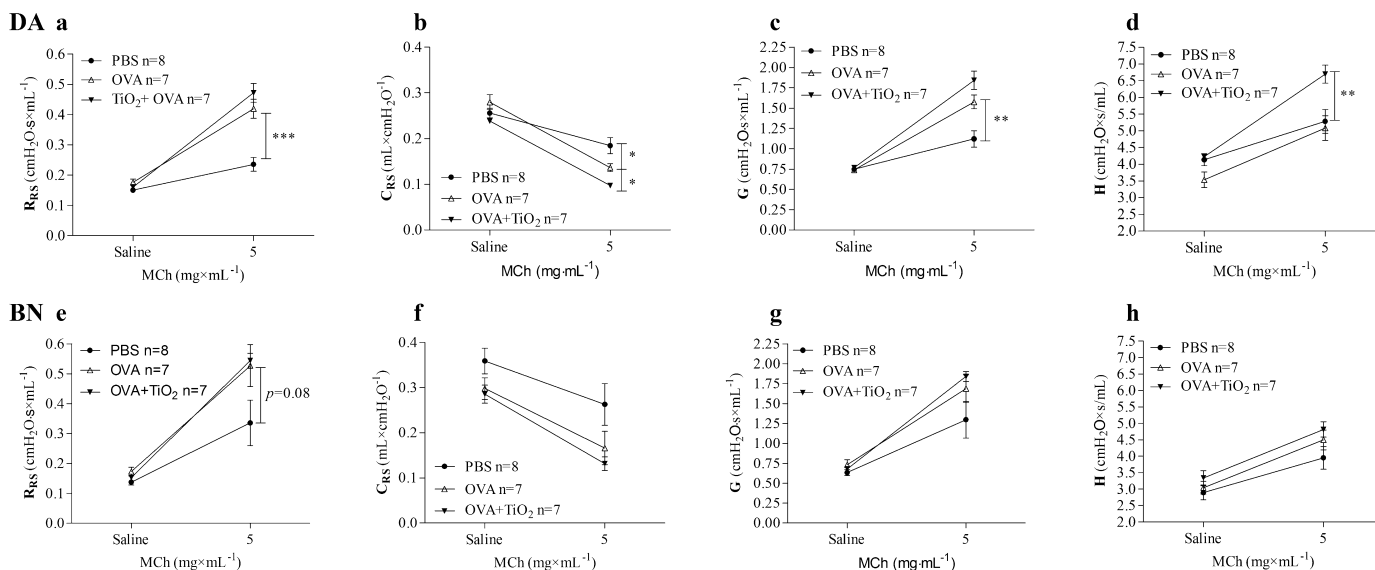 DA a
0.6
0.5
0.4
0.3
0.2
0.1
0.0
R_RS (cmH₂O·s×mL⁻¹)
PBS n=8
OVA n=7
TiO₂+ OVA n=7
***
Saline 5
MCh (mg×mL⁻¹)
b
0.4
0.3
0.2
0.1
0.0
C_RS (mL×cmH₂O⁻¹)
PBS n=8
OVA n=7
OVA+TiO₂ n=7
*
*
Saline 5
MCh (mg·mL⁻¹)
c
2.25
2.00
1.75
1.50
1.25
1.00
0.75
0.50
0.25
0.00
G (cmH₂O·s·mL⁻¹)
PBS n=8
OVA n=7
OVA+TiO₂ n=7
**
Saline 5
MCh (mg·mL⁻¹)
d
7.5
7.0
6.5
6.0
5.5
5.0
4.5
4.0
3.5
3.0
2.5
2.0
H (cmH₂O×s/mL)
PBS n=8
OVA n=7
OVA+TiO₂ n=7
**
Saline 5
MCh (mg×mL⁻¹)
BN e
0.6
0.5
0.4
0.3
0.2
0.1
0.0
R_RS (cmH₂O·s×mL⁻¹)
PBS n=8
OVA n=7
OVA+TiO₂ n=7
p=0.08
Saline 5
MCh (mg×mL⁻¹)
f
0.4
0.3
0.2
0.1
0.0
C_RS (mL×cmH₂O⁻¹)
PBS n=8
OVA n=7
OVA+TiO₂ n=7
Saline 5
MCh (mg×mL⁻¹)
g
2.25
2.00
1.75
1.50
1.25
1.00
0.75
0.50
0.25
0.00
G (cmH₂O·s·mL⁻¹)
PBS n=8
OVA n=7
OVA+TiO₂ n=7
Saline 5
MCh (mg×mL⁻¹)
h
7.5
7.0
6.5
6.0
5.5
5.0
4.5
4.0
3.5
3.0
2.5
2.0
H (cmH₂O×s/mL)
PBS n=8
OVA n=7
OVA+TiO₂ n=7
Saline 5
MCh (mg×mL⁻¹)